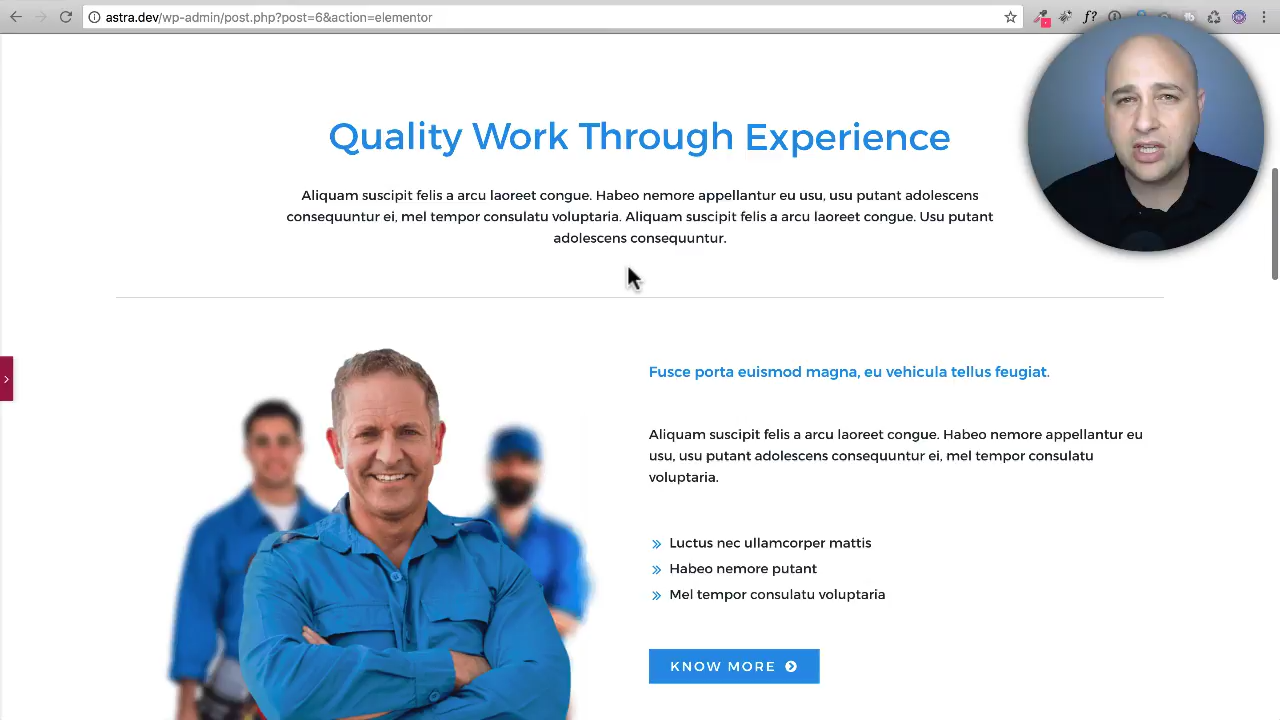 astra.dev/wp-admin/post.php?post=6&action=elementor
f?
Quality Work Through Experience
Aliquam suscipit felis a arcu laoreet congue. Habeo nemore appellantur eu usu, usu putant adolescens
consequuntur ei, mel tempor consulatu voluptaria. Aliquam suscipit felis a arcu laoreet congue. Usu putant
adolescens consequuntur.
Fusce porta euismod magna, eu vehicula tellus feugiat.
Aliquam suscipit felis a arcu laoreet congue. Habeo nemore appellantur eu
usu, usu putant adolescens consequuntur ei, mel tempor consulatu
voluptaria.
Luctus nec ullamcorper mattis
Habeo nemore putant
Mel tempor consulatu voluptaria
KNOW MORE